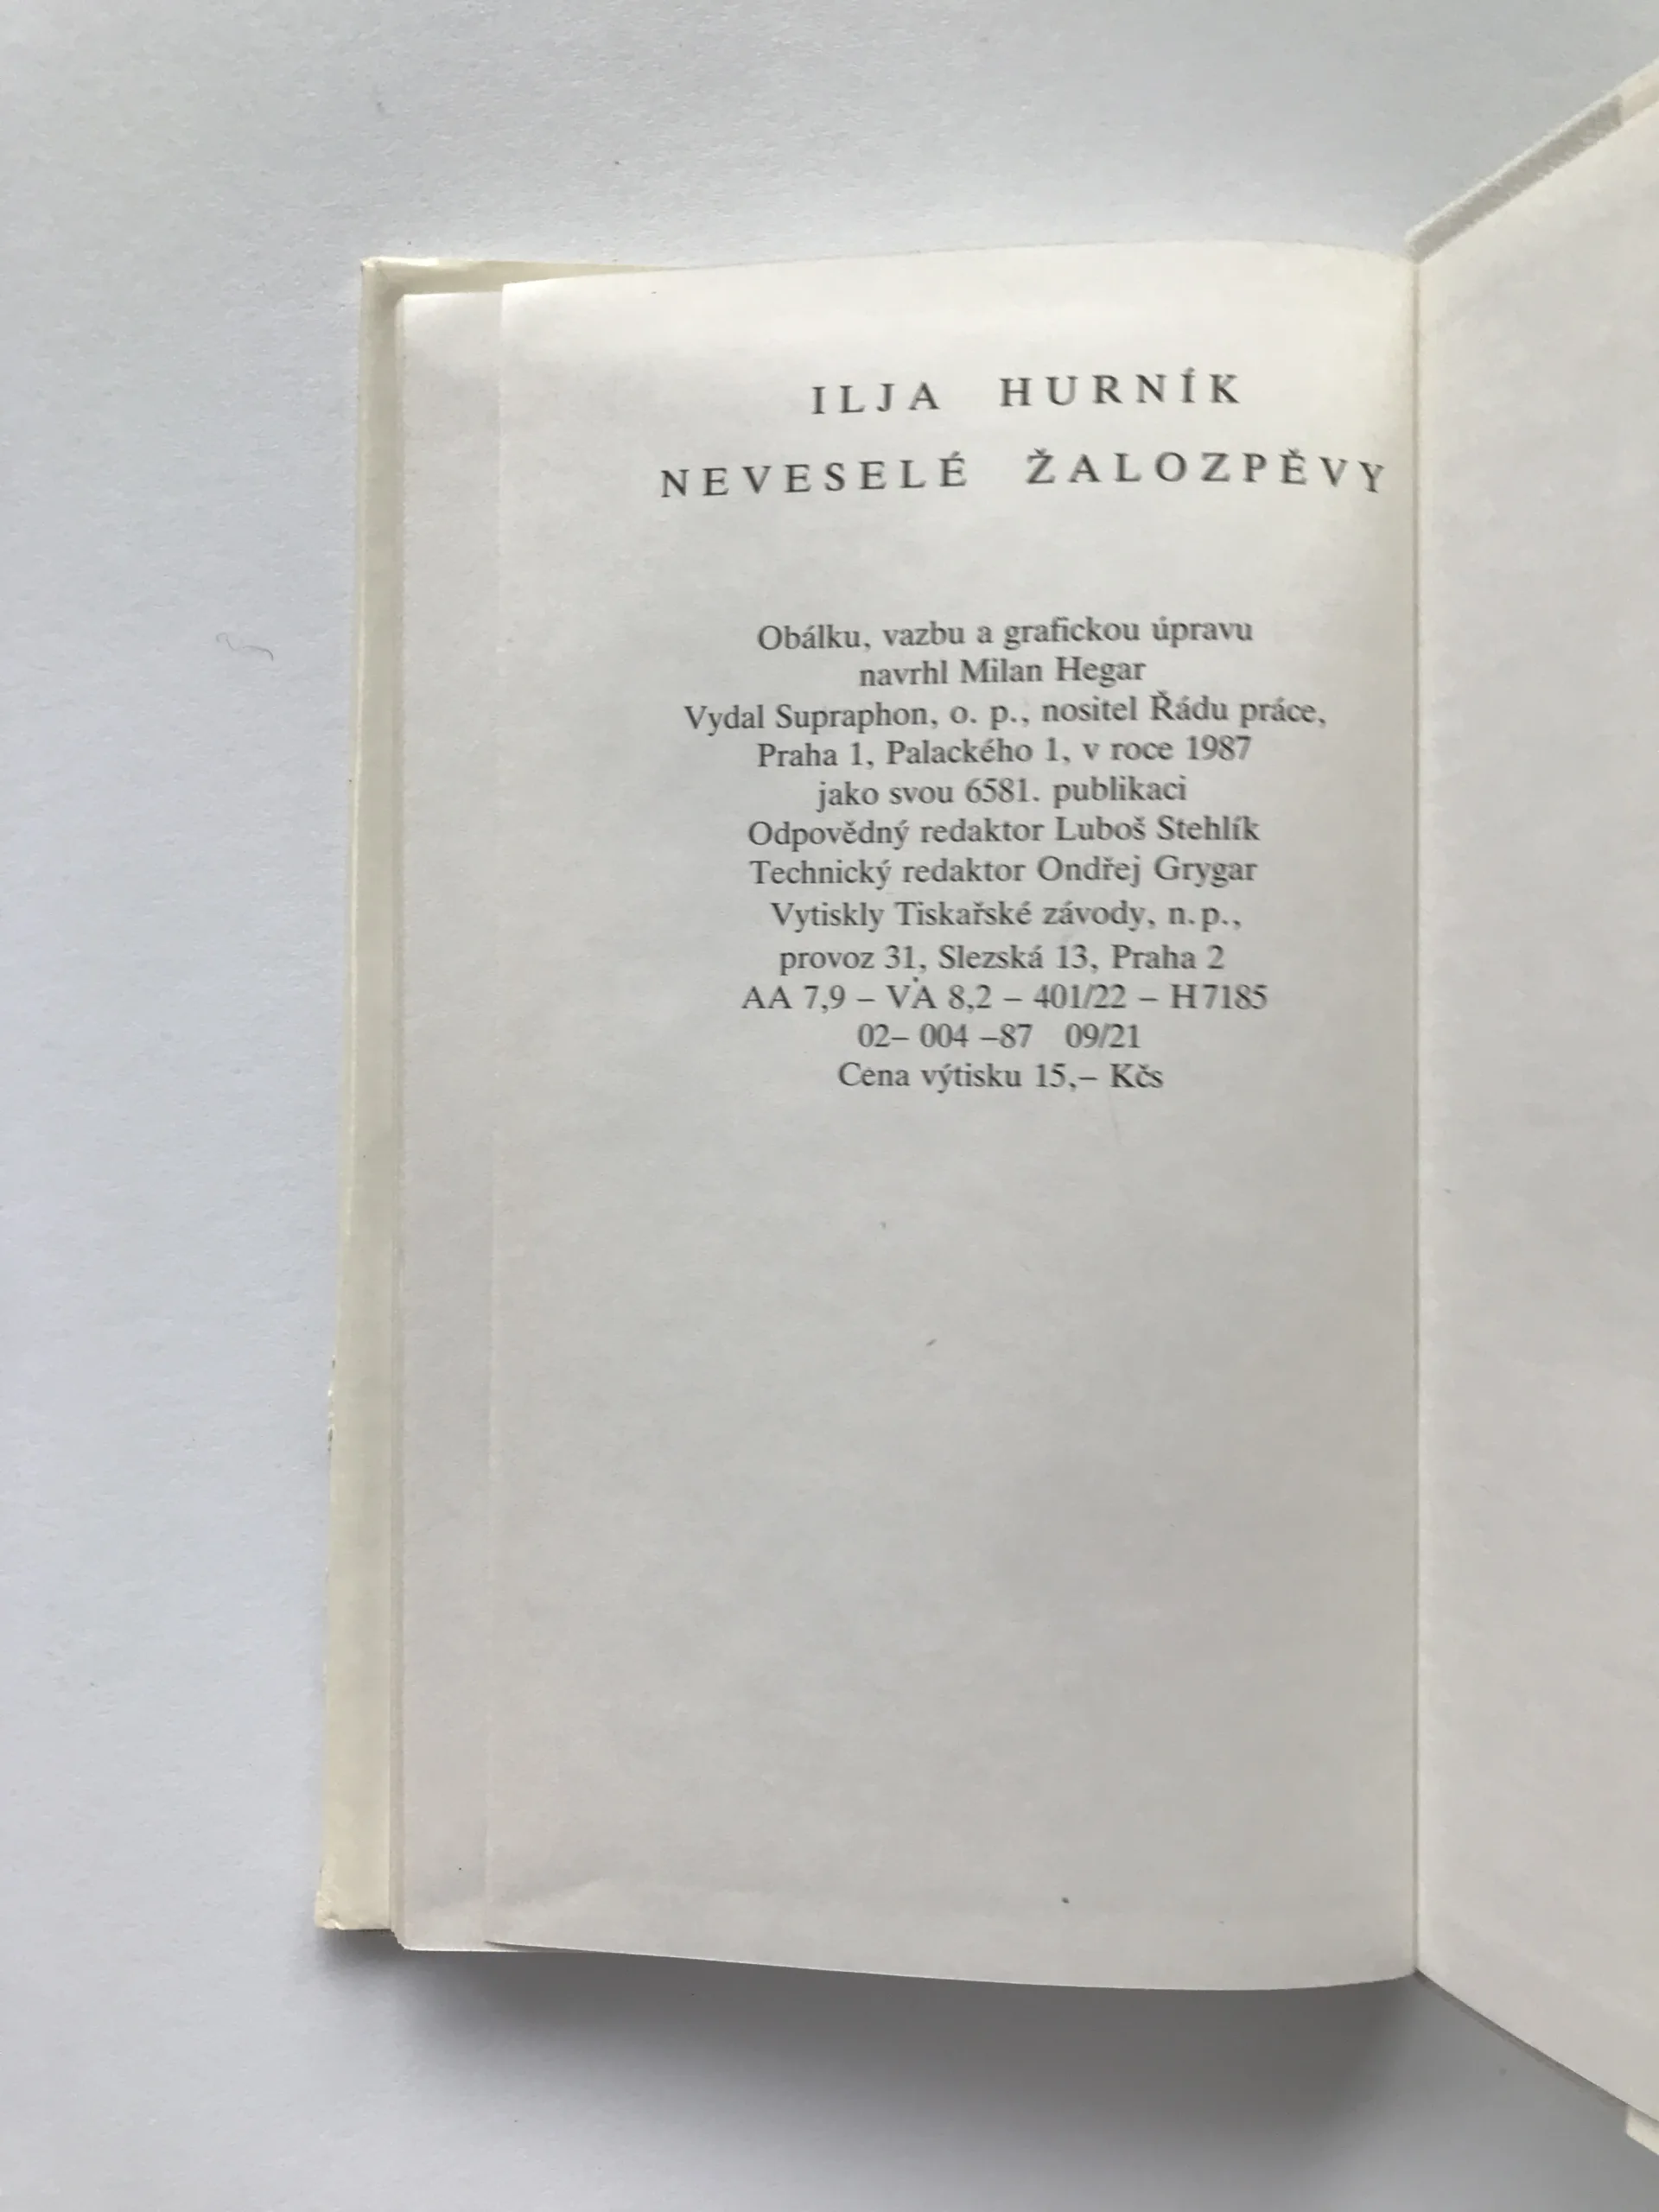 ILJA HURNÍK
NEVESELÉ ŽALOZPĚVY
Obálku, vazbu a grafickou úpravu
navrhl Milan Hegar
Vydal Supraphon, o. p., nositel Řádu práce,
Praha 1, Palackého 1, v roce 1987
jako svou 6581. publikaci
Odpovědný redaktor Luboš Stehlík
Technický redaktor Ondřej Grygar
Vytiskly Tiskařské závody, n. p.,
provoz 31, Slezská 13, Praha 2
AA 7,9 – VA 8,2 – 401/22 – H 7185
02– 004 –87 09/21
Cena výtisku 15,– Kčs